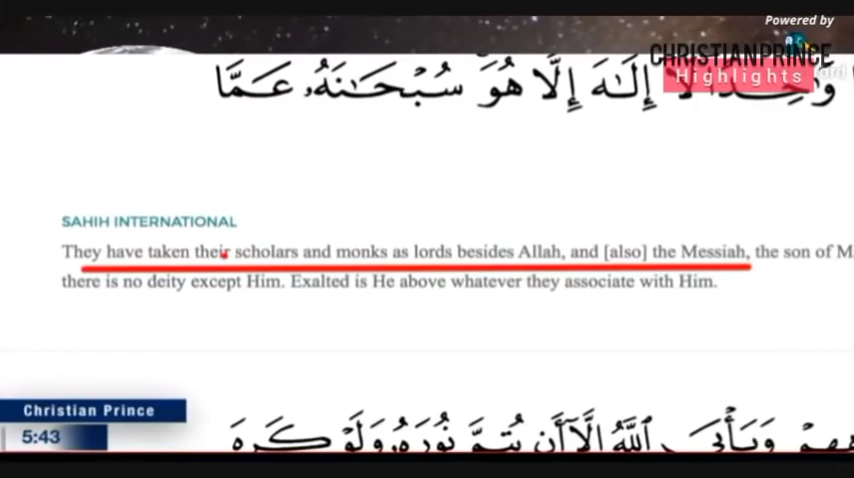 Powered by
CHRISTIANPRINCE
Highlights
وَٰحِدًا لَّآ إِلَـٰهَ إِلَّا هُوَ سُبْحَـٰنَهُۥ عَمَّا
SAHIH INTERNATIONAL
They have taken their scholars and monks as lords besides Allah, and [also] the Messiah, the son of M
there is no deity except Him. Exalted is He above whatever they associate with Him.
وَيَأْبَى ٱللَّهُ إِلَّآ أَن يُتِمَّ نُورَهُۥ وَلَوْ كَرِهَ
Christian Prince
5:43